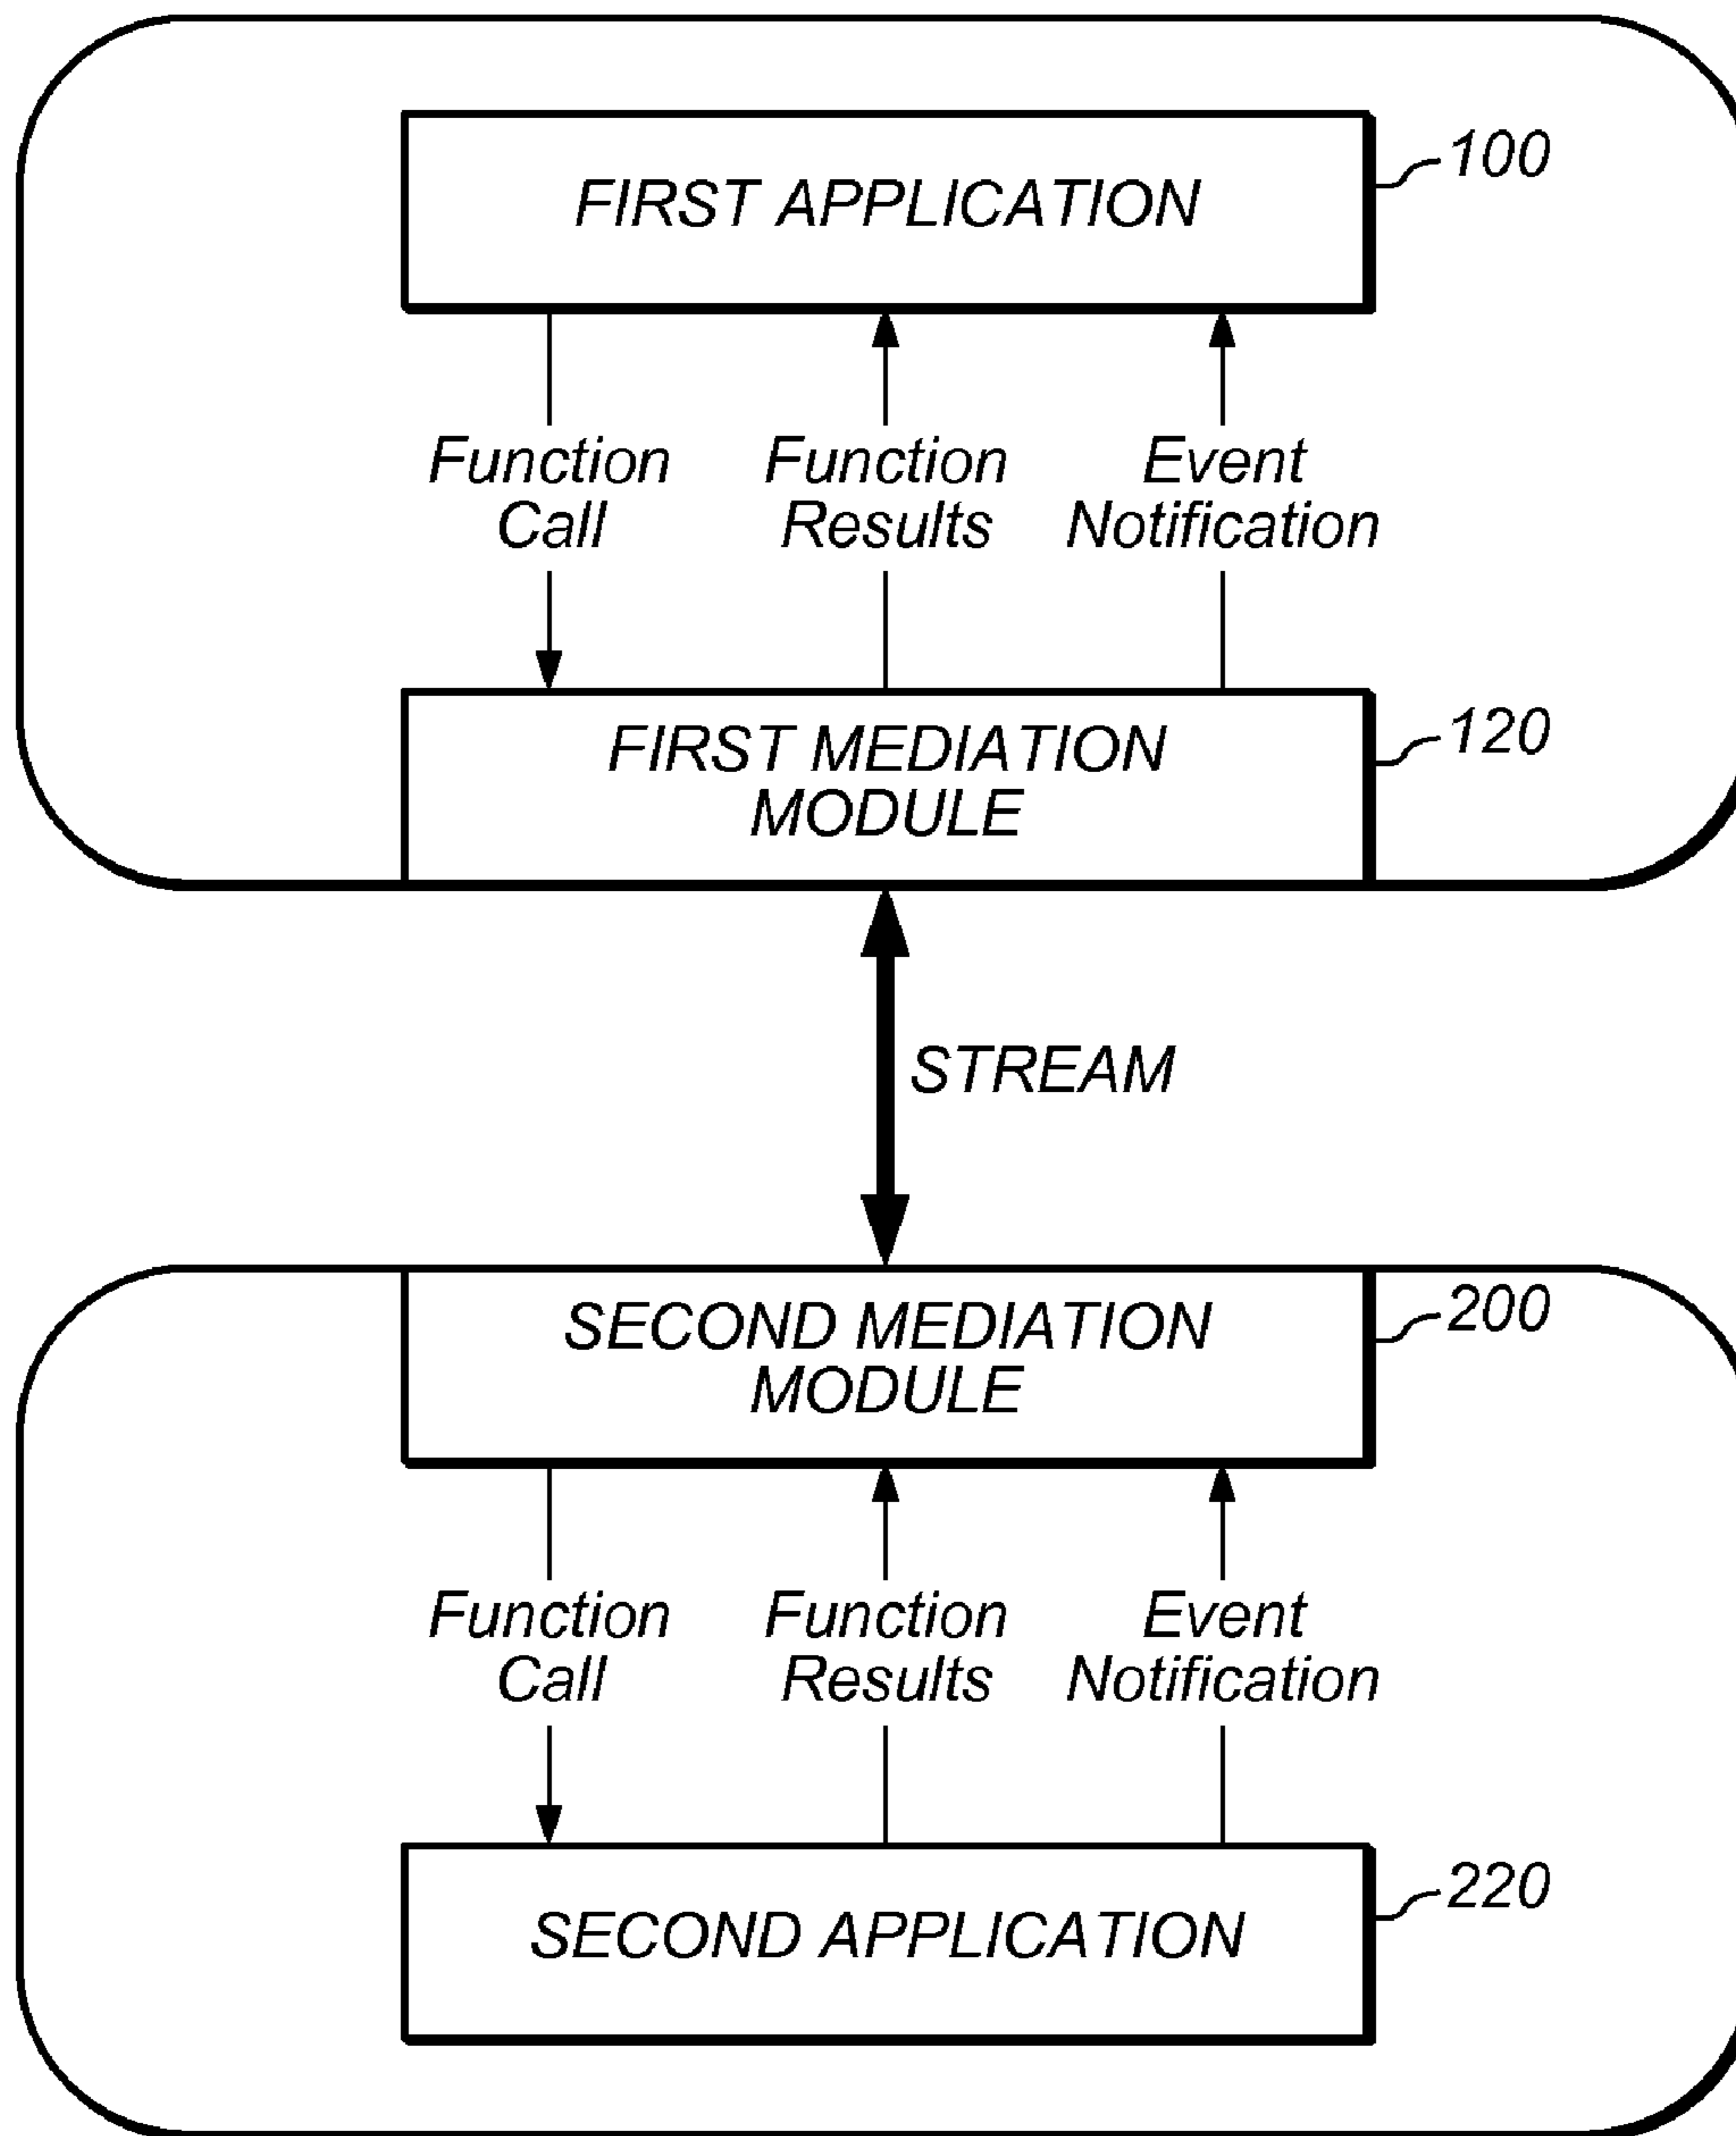 FIRST APPLICATION
100
Function Function Event
Call Results Notification
FIRST MEDIATION
MODULE
120
STREAM
SECOND MEDIATION
MODULE
200
Function Function Event
Call Results Notification
SECOND APPLICATION
220